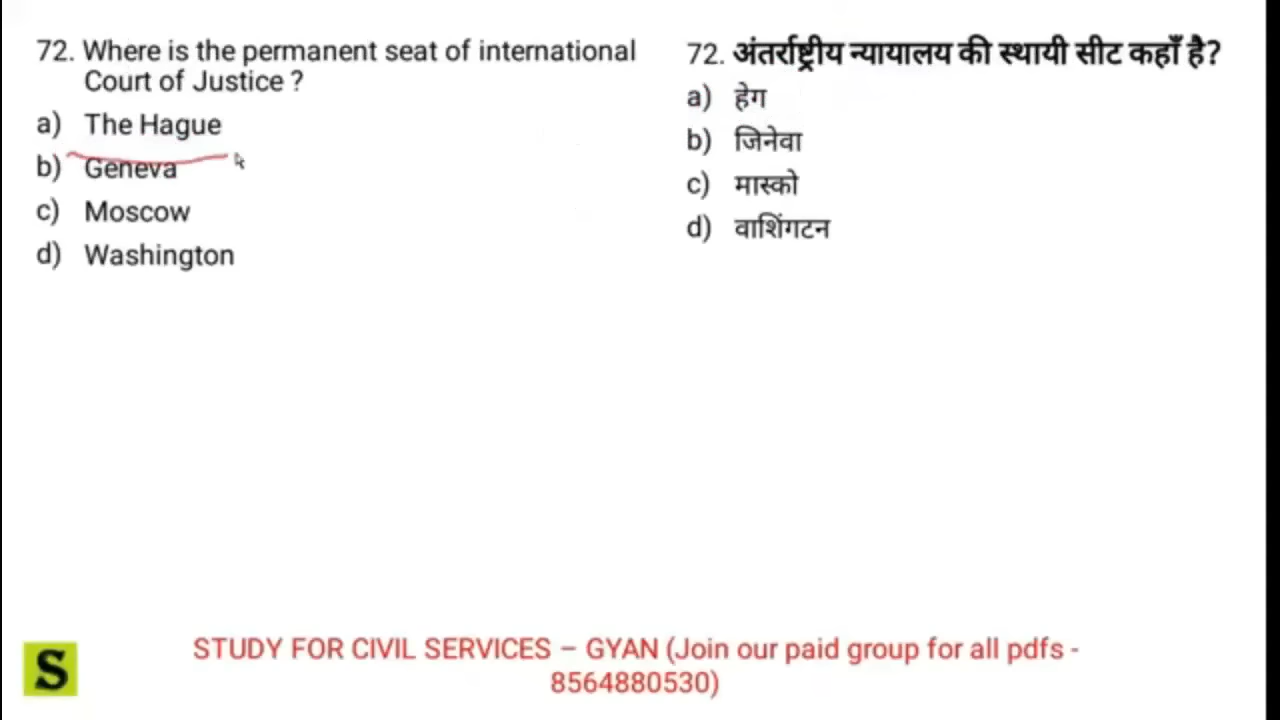 72. Where is the permanent seat of international
Court of Justice ?
a) The Hague
b) Geneva
c) Moscow
d) Washington
72. अंतर्राष्ट्रीय न्यायालय की स्थायी सीट कहाँ है?
a) हेग
b) जिनेवा
c) मास्को
d) वाशिंगटन
S
STUDY FOR CIVIL SERVICES – GYAN (Join our paid group for all pdfs -
8564880530)